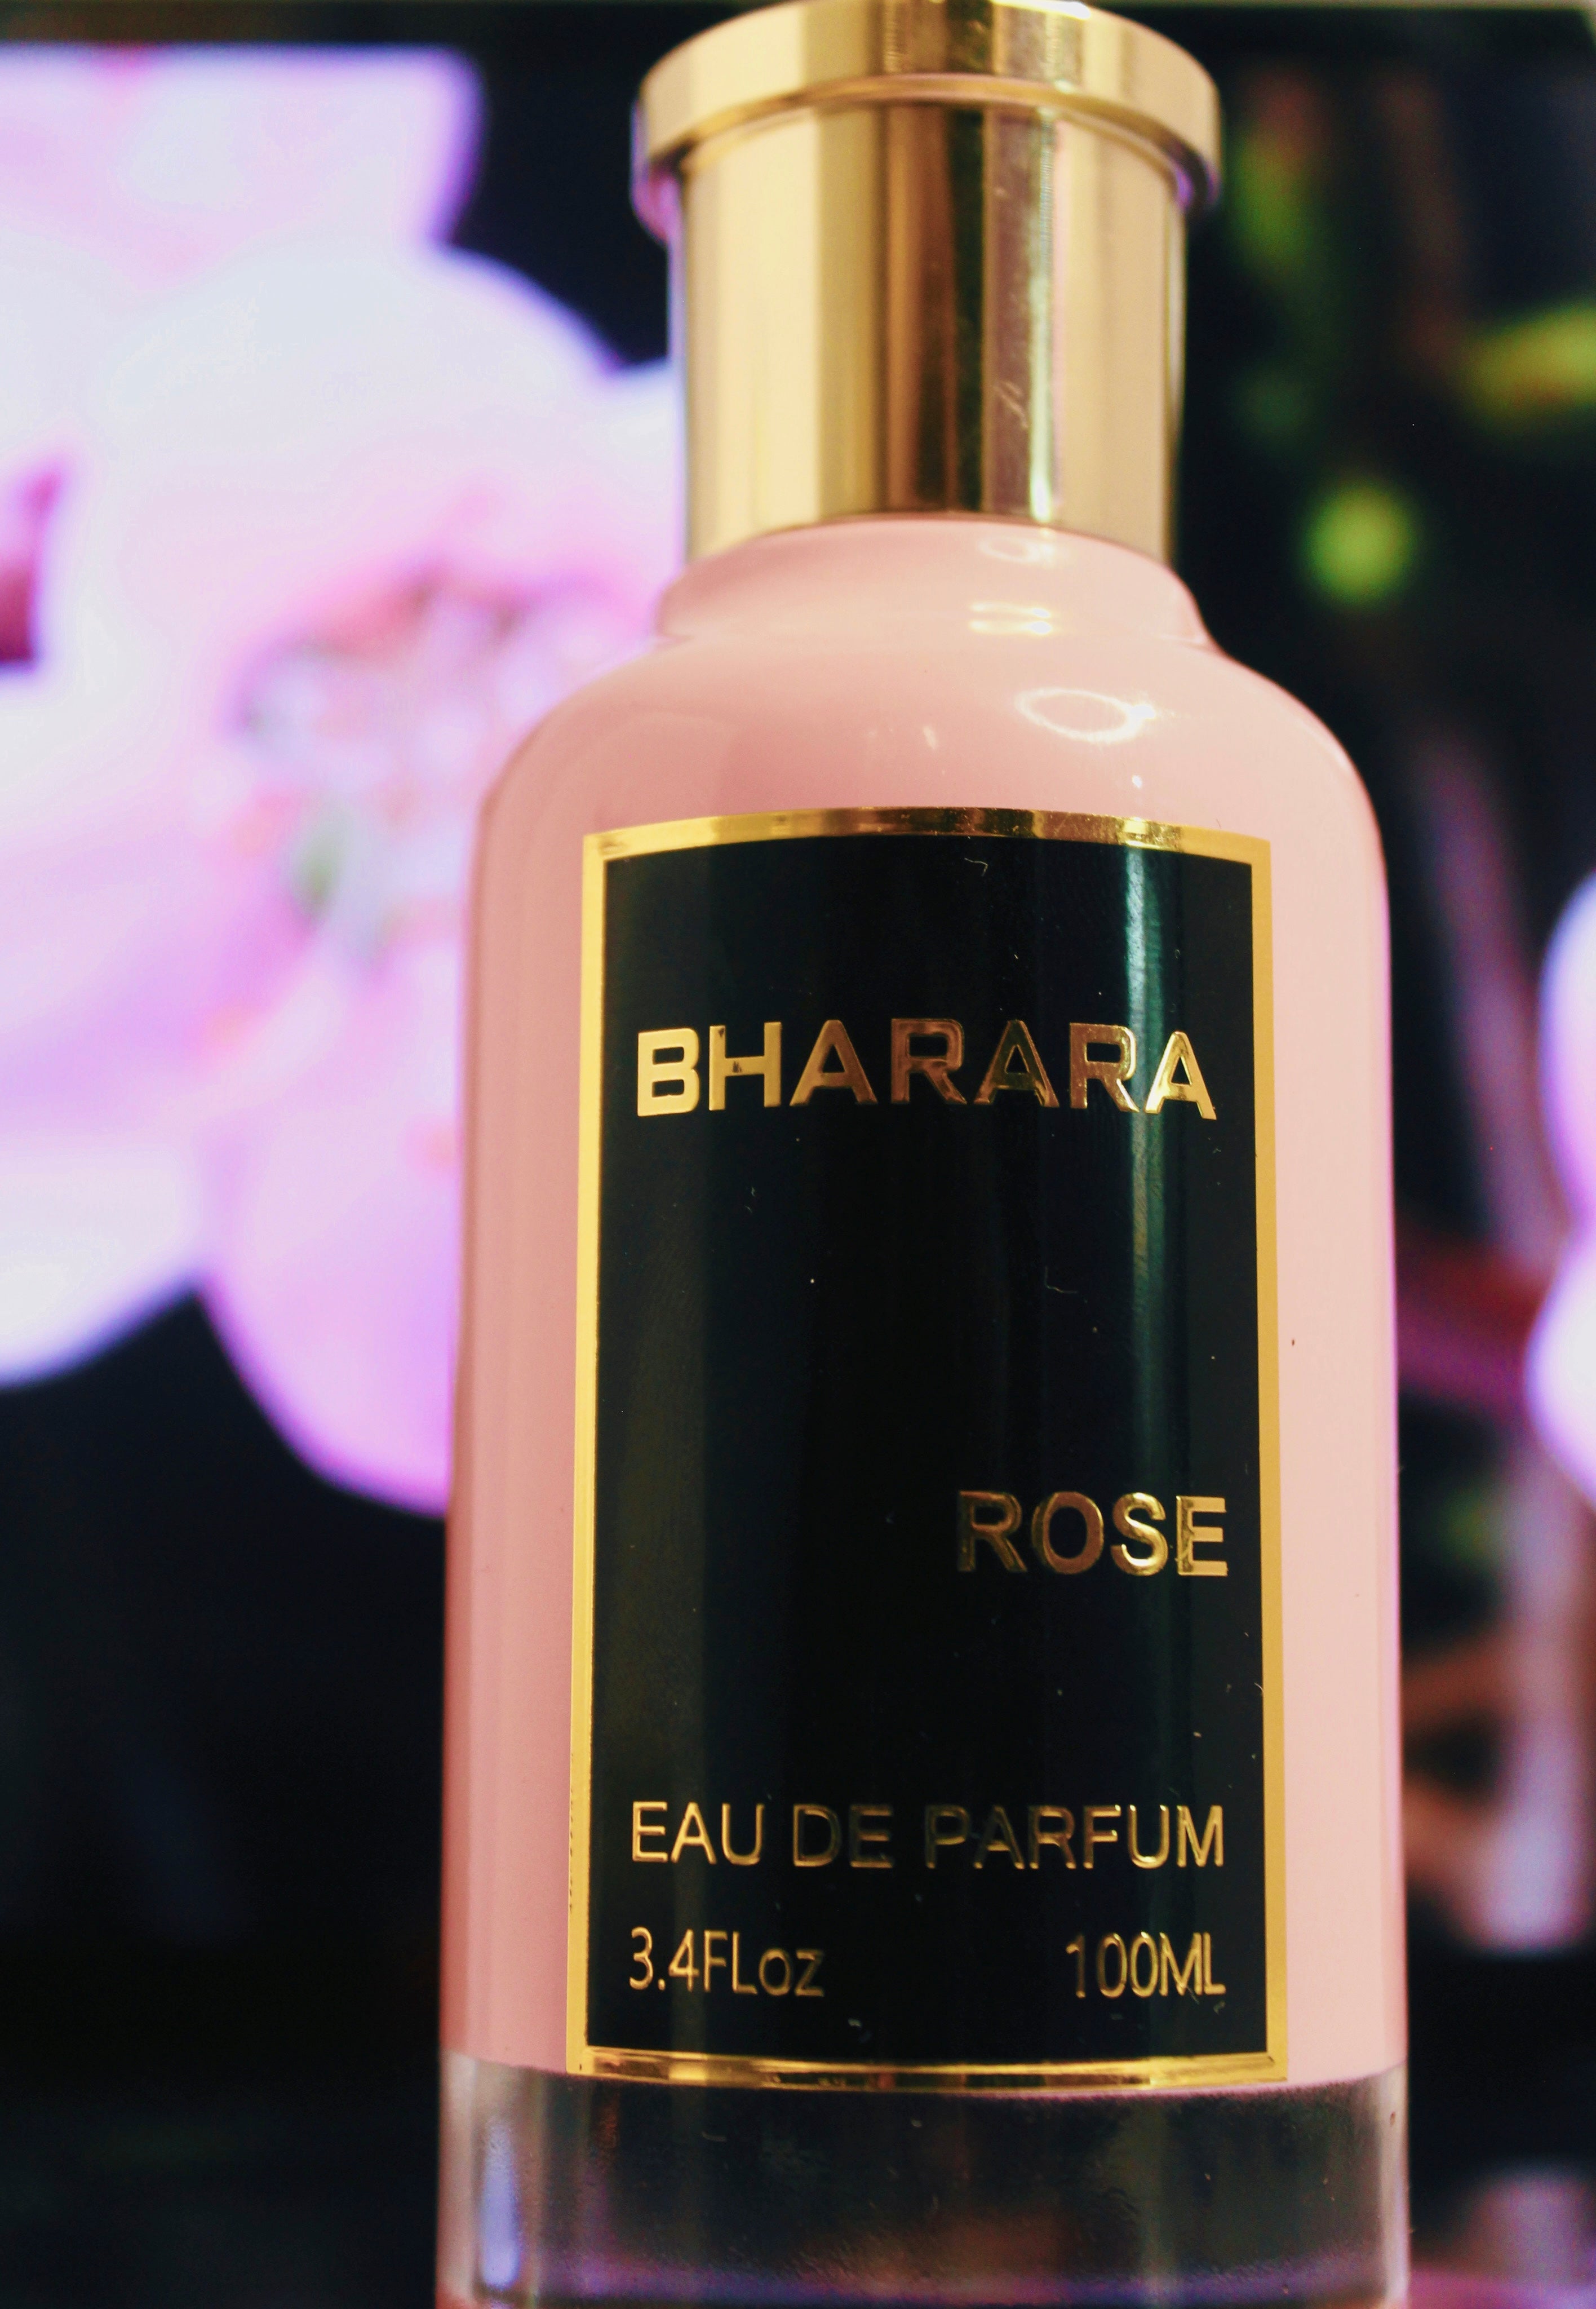 BHARARA
ROSE
EAU DE PARFUM
3.4FLoz 100ML